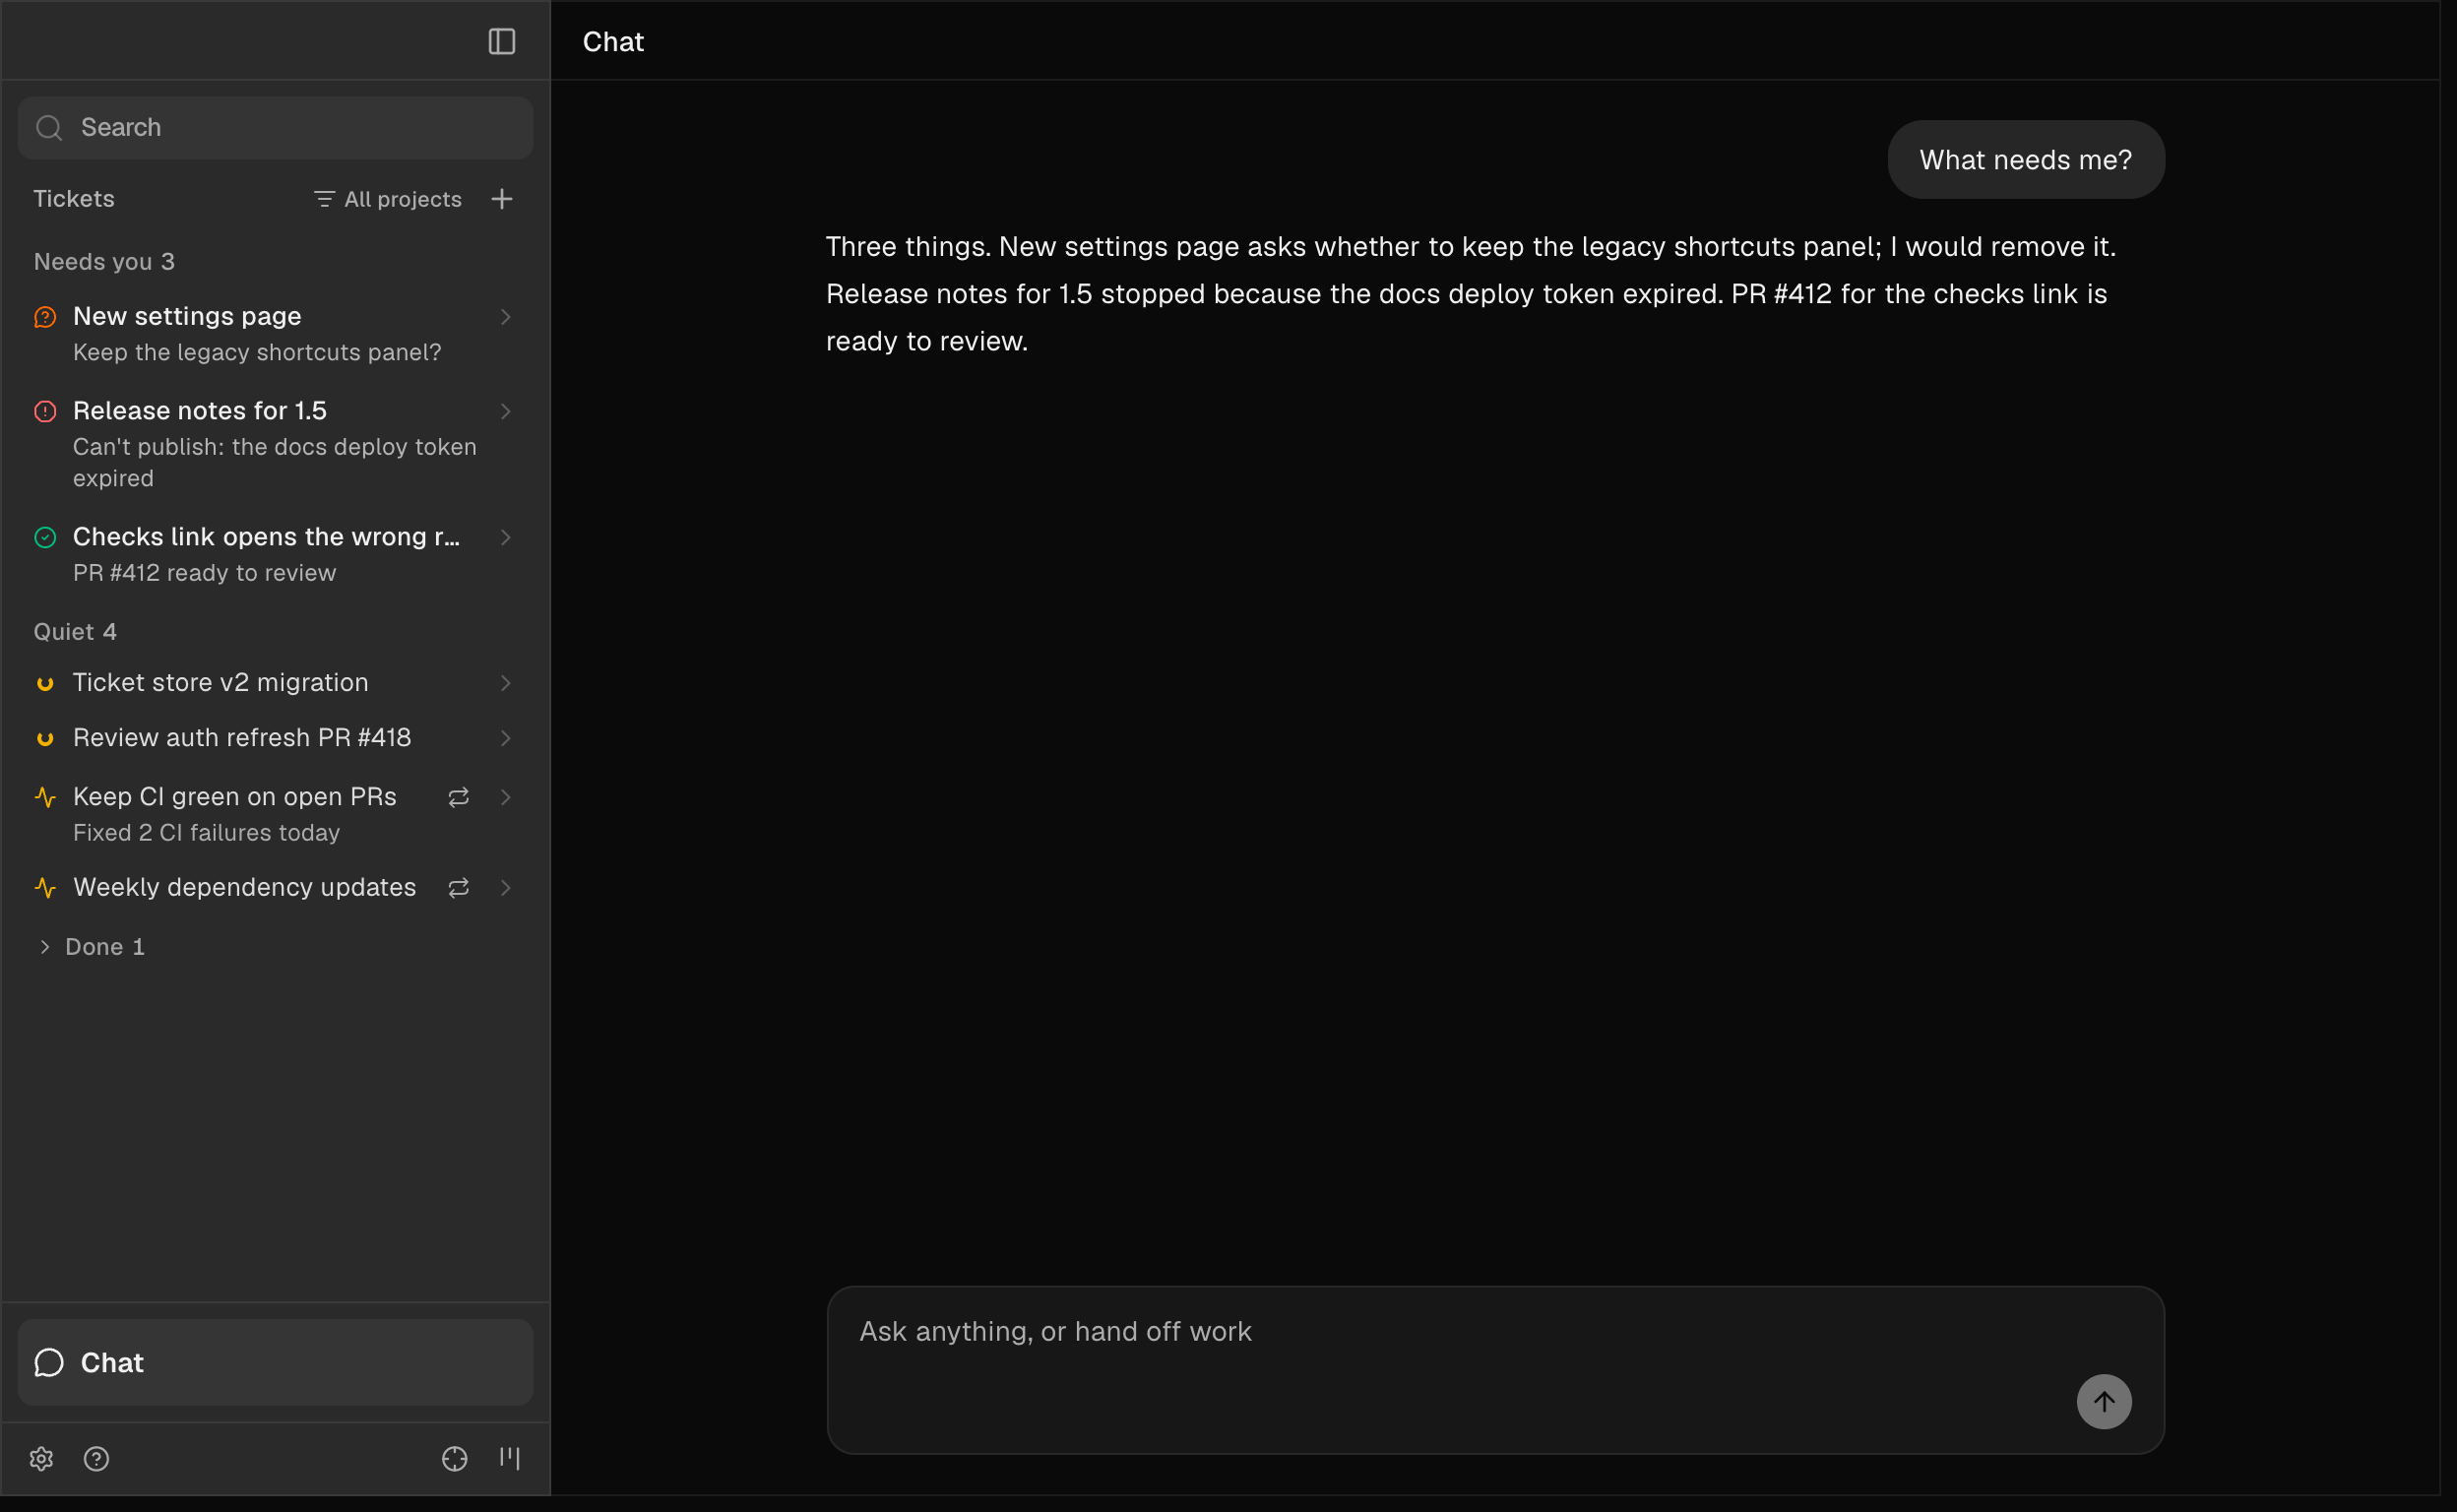 Chat
Search
Tickets
All projects
Needs you 3
New settings page
Keep the legacy shortcuts panel?
Release notes for 1.5
Can't publish: the docs deploy token
expired
Checks link opens the wrong r...
PR #412 ready to review
Quiet 4
Ticket store v2 migration
Review auth refresh PR #418
Keep CI green on open PRs
Fixed 2 CI failures today
Weekly dependency updates
Done 1
Chat
What needs me?
Three things. New settings page asks whether to keep the legacy shortcuts panel; I would remove it.
Release notes for 1.5 stopped because the docs deploy token expired. PR #412 for the checks link is
ready to review.
Ask anything, or hand off work